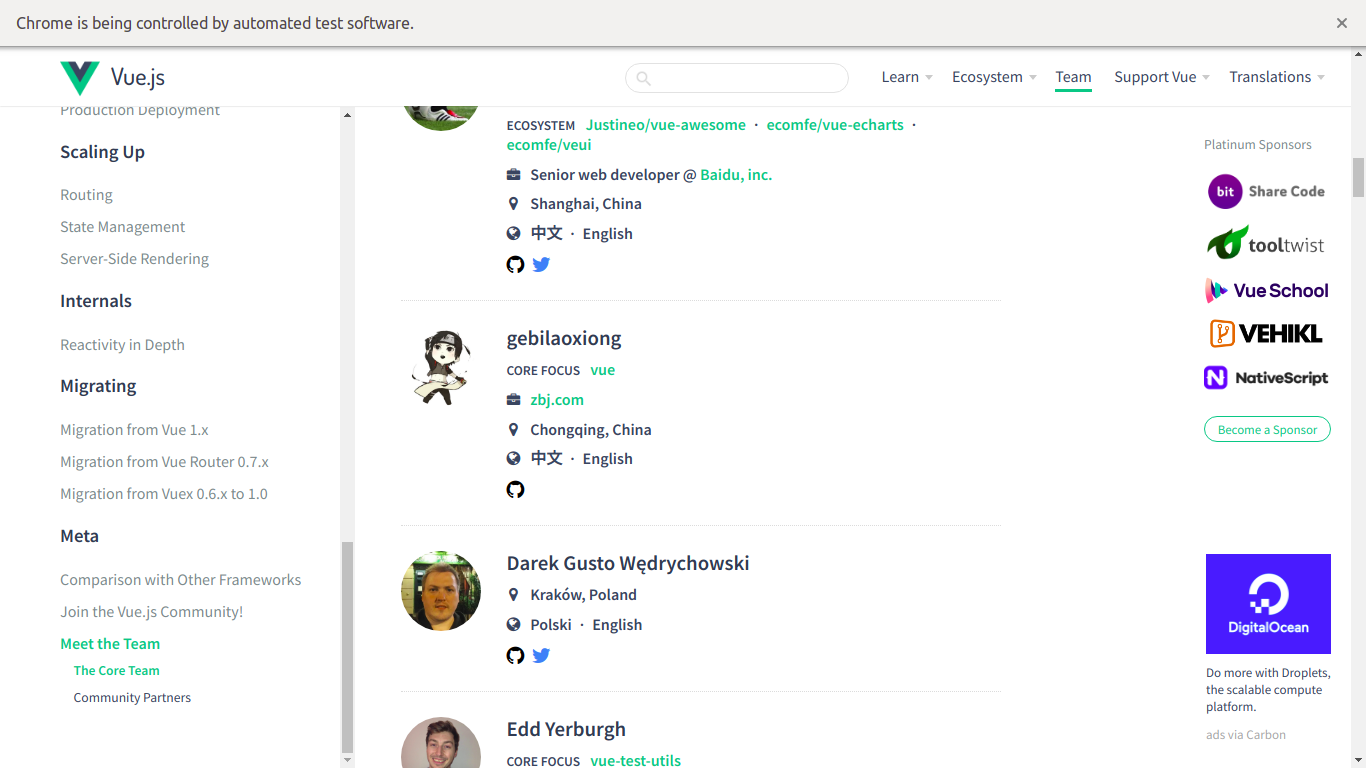 Chrome is being controlled by automated test software.
Vue.js
Learn
Ecosystem
Team
Support Vue
Translations
Production Deployment
Scaling Up
Routing
State Management
Server-Side Rendering
Internals
Reactivity in Depth
Migrating
Migration from Vue 1.x
Migration from Vue Router 0.7.x
Migration from Vuex 0.6.x to 1.0
Meta
Comparison with Other Frameworks
Join the Vue.js Community!
Meet the Team
The Core Team
Community Partners
ECOSYSTEM Justineo/vue-awesome · ecomfe/vue-echarts ·
ecomfe/veui
Senior web developer @ Baidu, inc.
Shanghai, China
中文 · English
gebilaoxiong
CORE FOCUS vue
zbj.com
Chongqing, China
中文 · English
Darek Gusto Wędrychowski
Kraków, Poland
Polski · English
Edd Yerburgh
CORE FOCUS vue-test-utils
Platinum Sponsors
bit Share Code
tooltwist
Vue School
VEHIKL
NativeScript
Become a Sponsor
DigitalOcean
Do more with Droplets,
the scalable compute
platform.
ads via Carbon